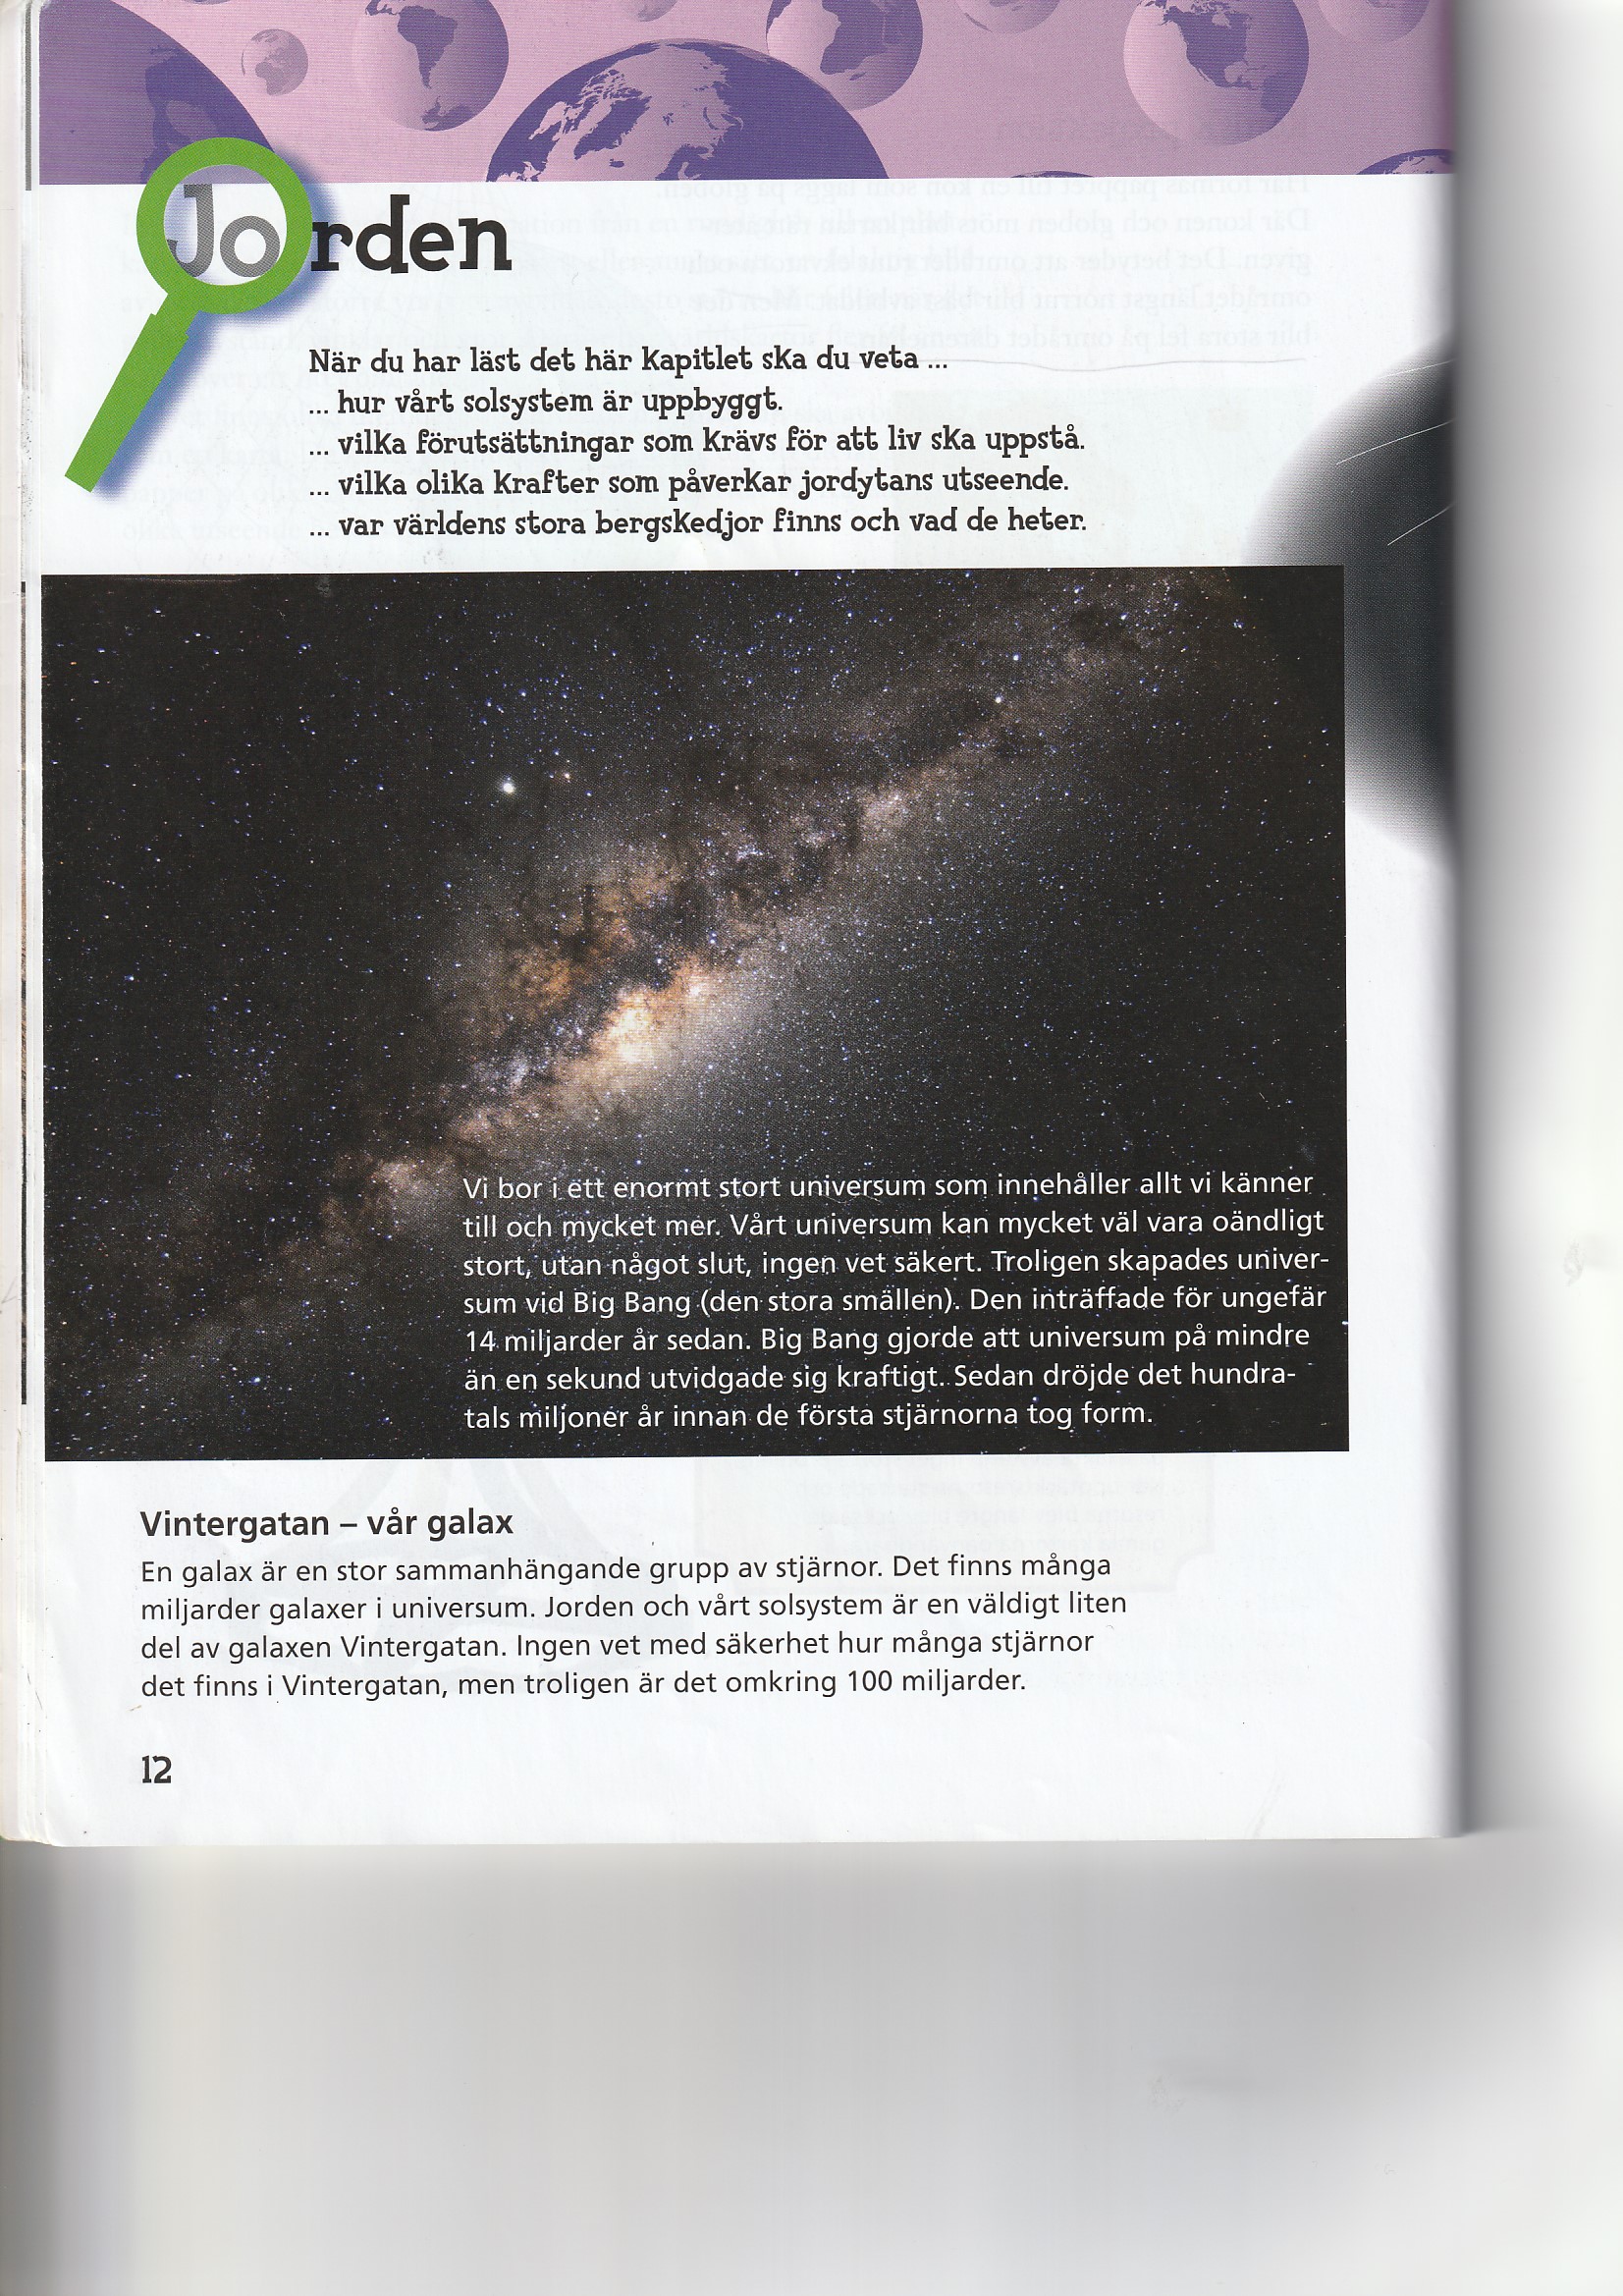 Jorden
När du har läst det här kapitlet ska du veta ...
... hur vårt solsystem är uppbyggt.
... vilka förutsättningar som krävs för att liv ska uppstå.
... vilka olika krafter som påverkar jordytans utseende.
... var världens stora bergskedjor finns och vad de heter.
Vi bor i ett enormt stort universum som innehåller allt vi känner
till och mycket mer. Vårt universum kan mycket väl vara oändligt
stort, utan något slut, ingen vet säkert. Troligen skapades univer-
sum vid Big Bang (den stora smällen). Den inträffade för ungefär
14 miljarder år sedan. Big Bang gjorde att universum på mindre
än en sekund utvidgade sig kraftigt. Sedan dröjde det hundra-
tals miljoner år innan de första stjärnorna tog form.
Vintergatan – vår galax
En galax är en stor sammanhängande grupp av stjärnor. Det finns många
miljarder galaxer i universum. Jorden och vårt solsystem är en väldigt liten
del av galaxen Vintergatan. Ingen vet med säkerhet hur många stjärnor
det finns i Vintergatan, men troligen är det omkring 100 miljarder.
12